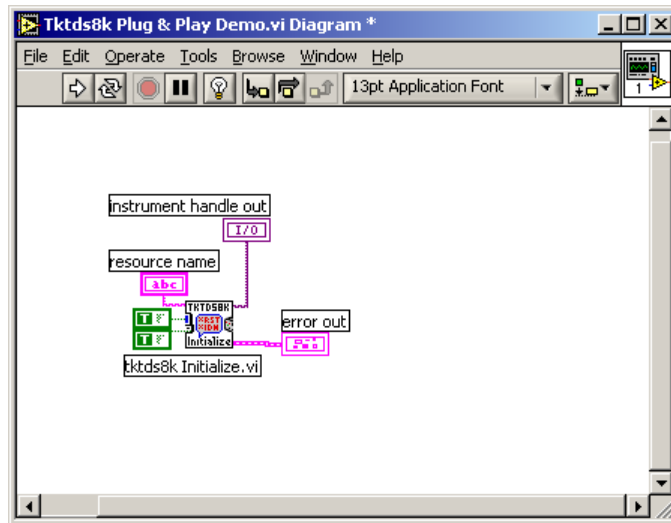 Tktds8k Plug & Play Demo.vi Diagram *
File Edit Operate Tools Browse Window Help
13pt Application Font
1
instrument handle out
I/O
resource name
abc
TKTDS8K
T
T
Initialize
error out
tktds8k Initialize.vi